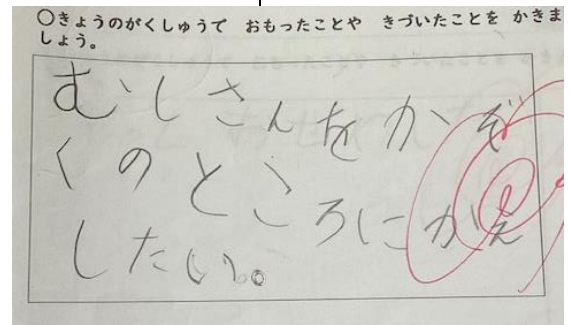 ○きょうのがくしゅうで おもったことや きづいたことを かきま
しょう。
むしさんをかぞ
くのところにかえ
したい。